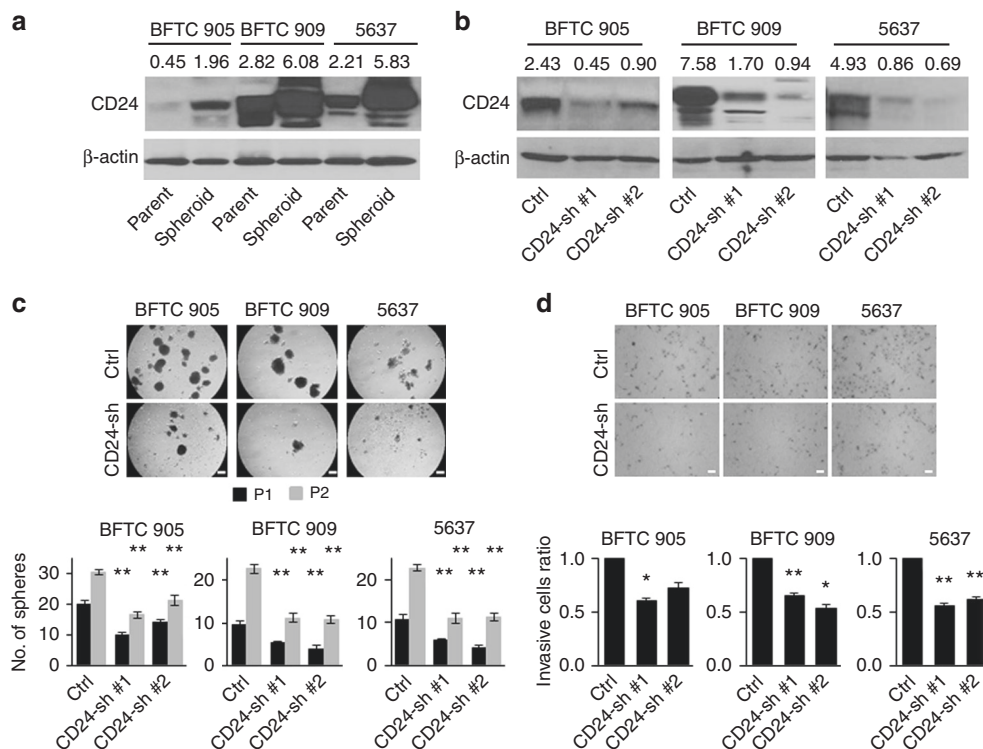 a
BFTC 905 BFTC 909 5637
0.45 1.96 2.82 6.08 2.21 5.83
CD24
β-actin
Parent Spheroid Parent Spheroid Parent Spheroid
b
BFTC 905 BFTC 909 5637
2.43 0.45 0.90 7.58 1.70 0.94 4.93 0.86 0.69
CD24
β-actin
Ctrl CD24-sh #1 CD24-sh #2 Ctrl CD24-sh #1 CD24-sh #2 Ctrl CD24-sh #1 CD24-sh #2
c
BFTC 905 BFTC 909 5637
Ctrl
CD24-sh
P1 P2
BFTC 905 BFTC 909 5637
No. of spheres
30
20
10
0
** **
** **
20
10
0
** **
** **
20
10
0
** **
** **
Ctrl CD24-sh #1 CD24-sh #2 Ctrl CD24-sh #1 CD24-sh #2 Ctrl CD24-sh #1 CD24-sh #2
d
BFTC 905 BFTC 909 5637
Ctrl
CD24-sh
BFTC 905 BFTC 909 5637
Invasive cells ratio
1.0
0.5
0.0
*
1.0
0.5
0.0
** *
1.0
0.5
0.0
** **
Ctrl CD24-sh #1 CD24-sh #2 Ctrl CD24-sh #1 CD24-sh #2 Ctrl CD24-sh #1 CD24-sh #2